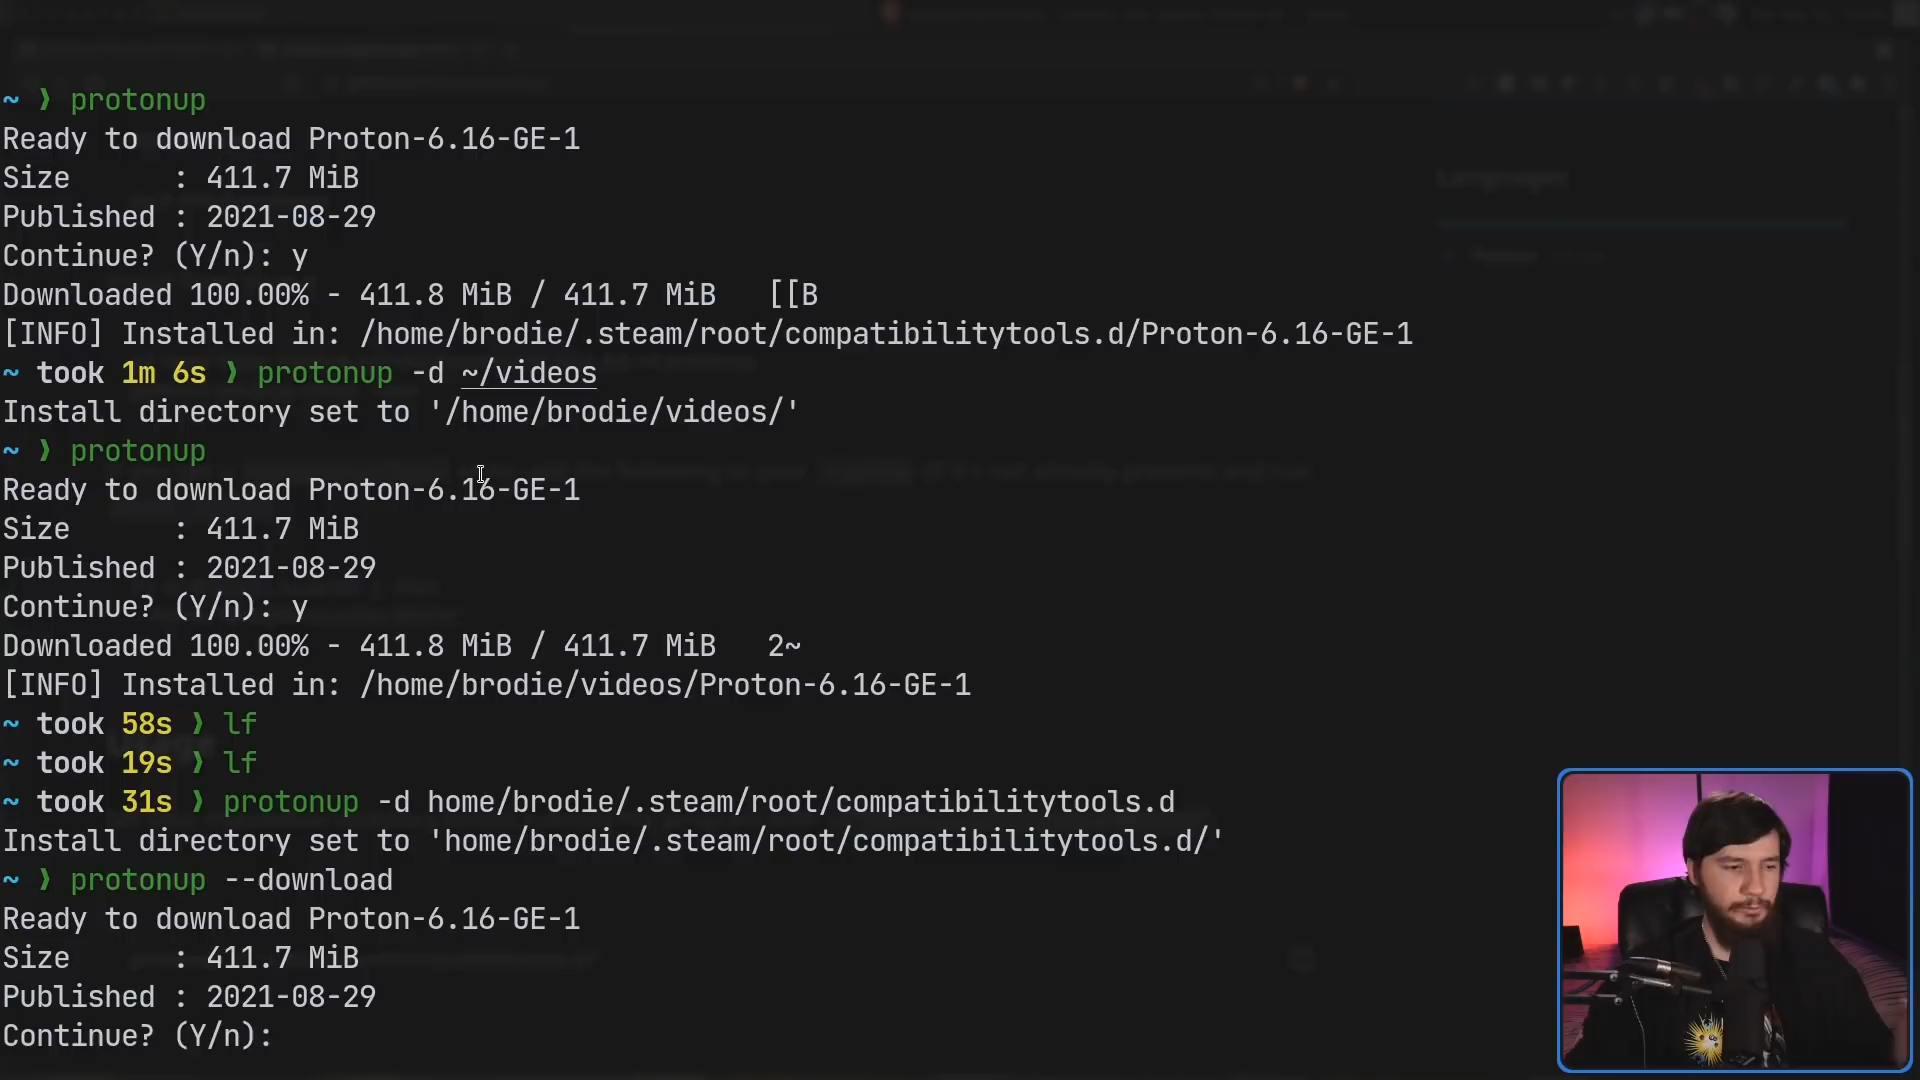 ~ ❯ protonup
Ready to download Proton-6.16-GE-1
Size      : 411.7 MiB
Published : 2021-08-29
Continue? (Y/n): y
Downloaded 100.00% - 411.8 MiB / 411.7 MiB   [[B
[INFO] Installed in: /home/brodie/.steam/root/compatibilitytools.d/Proton-6.16-GE-1
~ took 1m 6s ❯ protonup -d ~/videos
Install directory set to '/home/brodie/videos/'
~ ❯ protonup
Ready to download Proton-6.16-GE-1
Size      : 411.7 MiB
Published : 2021-08-29
Continue? (Y/n): y
Downloaded 100.00% - 411.8 MiB / 411.7 MiB   2~
[INFO] Installed in: /home/brodie/videos/Proton-6.16-GE-1
~ took 58s ❯ lf
~ took 19s ❯ lf
~ took 31s ❯ protonup -d home/brodie/.steam/root/compatibilitytools.d
Install directory set to 'home/brodie/.steam/root/compatibilitytools.d/'
~ ❯ protonup --download
Ready to download Proton-6.16-GE-1
Size      : 411.7 MiB
Published : 2021-08-29
Continue? (Y/n):
Languages